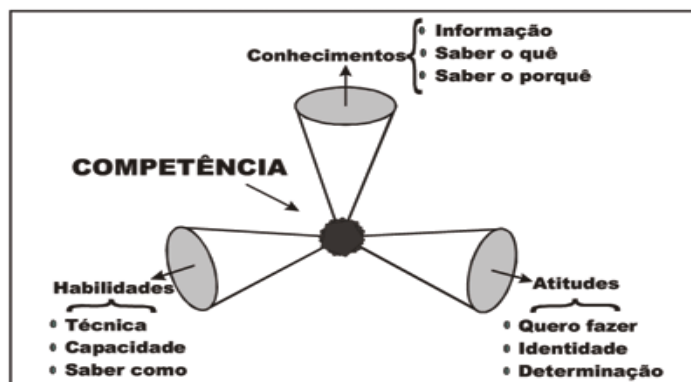 Conhecimentos
Informação
Saber o quê
Saber o porquê
COMPETÊNCIA
Habilidades
Técnica
Capacidade
Saber como
Atitudes
Quero fazer
Identidade
Determinação